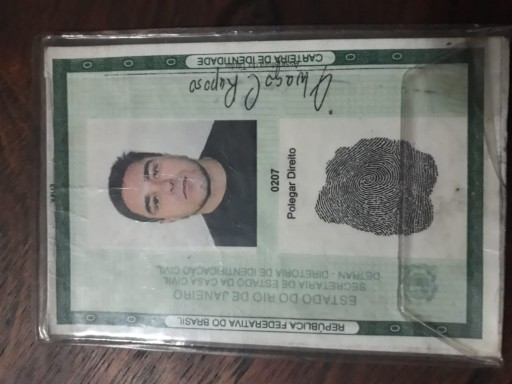 REPÚBLICA FEDERATIVA DO BRASIL
ESTADO DO RIO DE JANEIRO
SECRETARIA DE ESTADO DA CASA CIVIL
DETRAN - DIRETORIA DE IDENTIFICAÇÃO CIVIL
0207
Polegar Direito
Thiago C Raposo
CARTEIRA DE IDENTIDADE